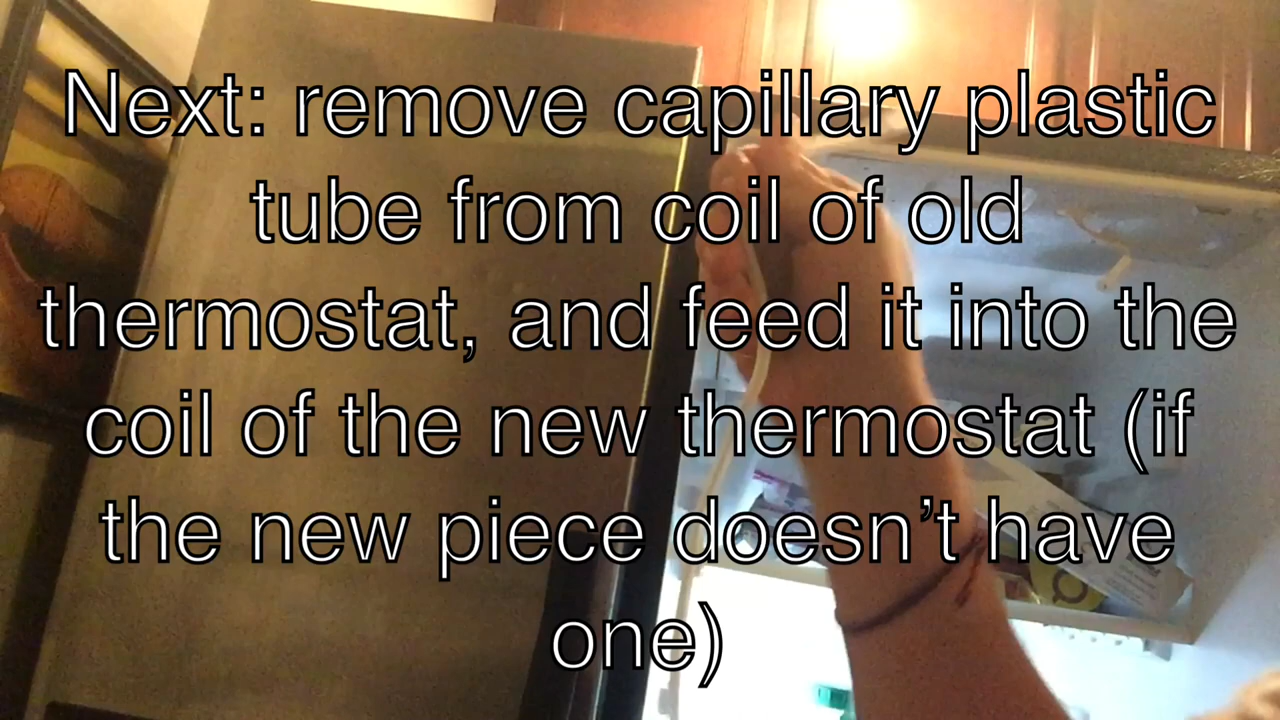 Next: remove capillary plastic
tube from coil of old
thermostat, and feed it into the
coil of the new thermostat (if
the new piece doesn’t have
one)